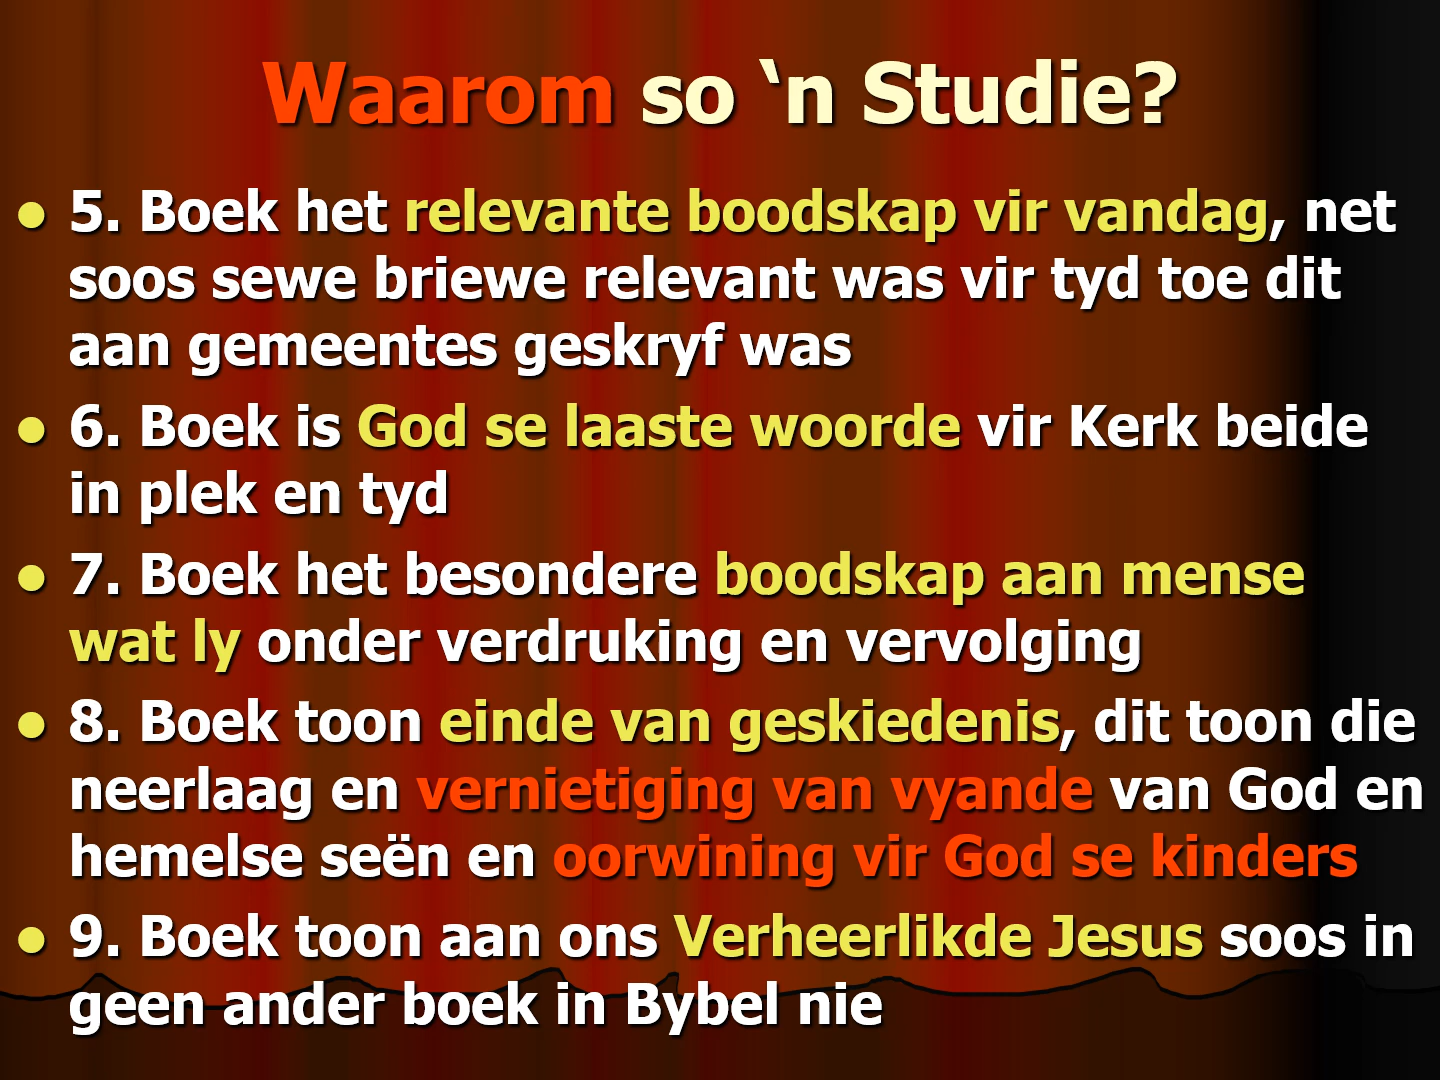 Waarom so ‘n Studie?
5. Boek het relevante boodskap vir vandag, net
soos sewe briewe relevant was vir tyd toe dit
aan gemeentes geskryf was
6. Boek is God se laaste woorde vir Kerk beide
in plek en tyd
7. Boek het besondere boodskap aan mense
wat ly onder verdruking en vervolging
8. Boek toon einde van geskiedenis, dit toon die
neerlaag en vernietiging van vyande van God en
hemelse seën en oorwining vir God se kinders
9. Boek toon aan ons Verheerlikde Jesus soos in
geen ander boek in Bybel nie